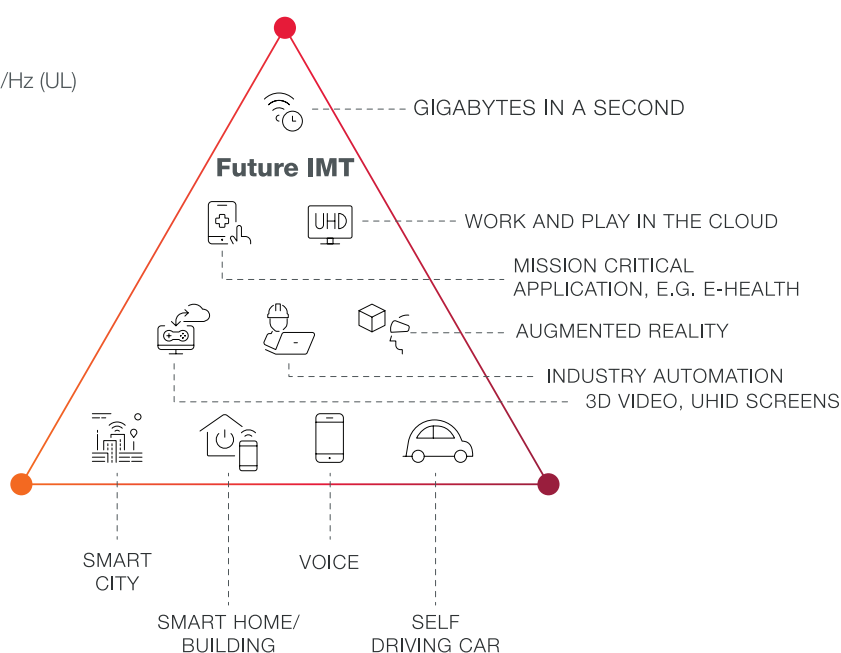 /Hz (UL)
GIGABYTES IN A SECOND
Future IMT
UHD
WORK AND PLAY IN THE CLOUD
MISSION CRITICAL
APPLICATION, E.G. E-HEALTH
AUGMENTED REALITY
INDUSTRY AUTOMATION
3D VIDEO, UHID SCREENS
SMART
CITY
VOICE
SMART HOME/
BUILDING
SELF
DRIVING CAR